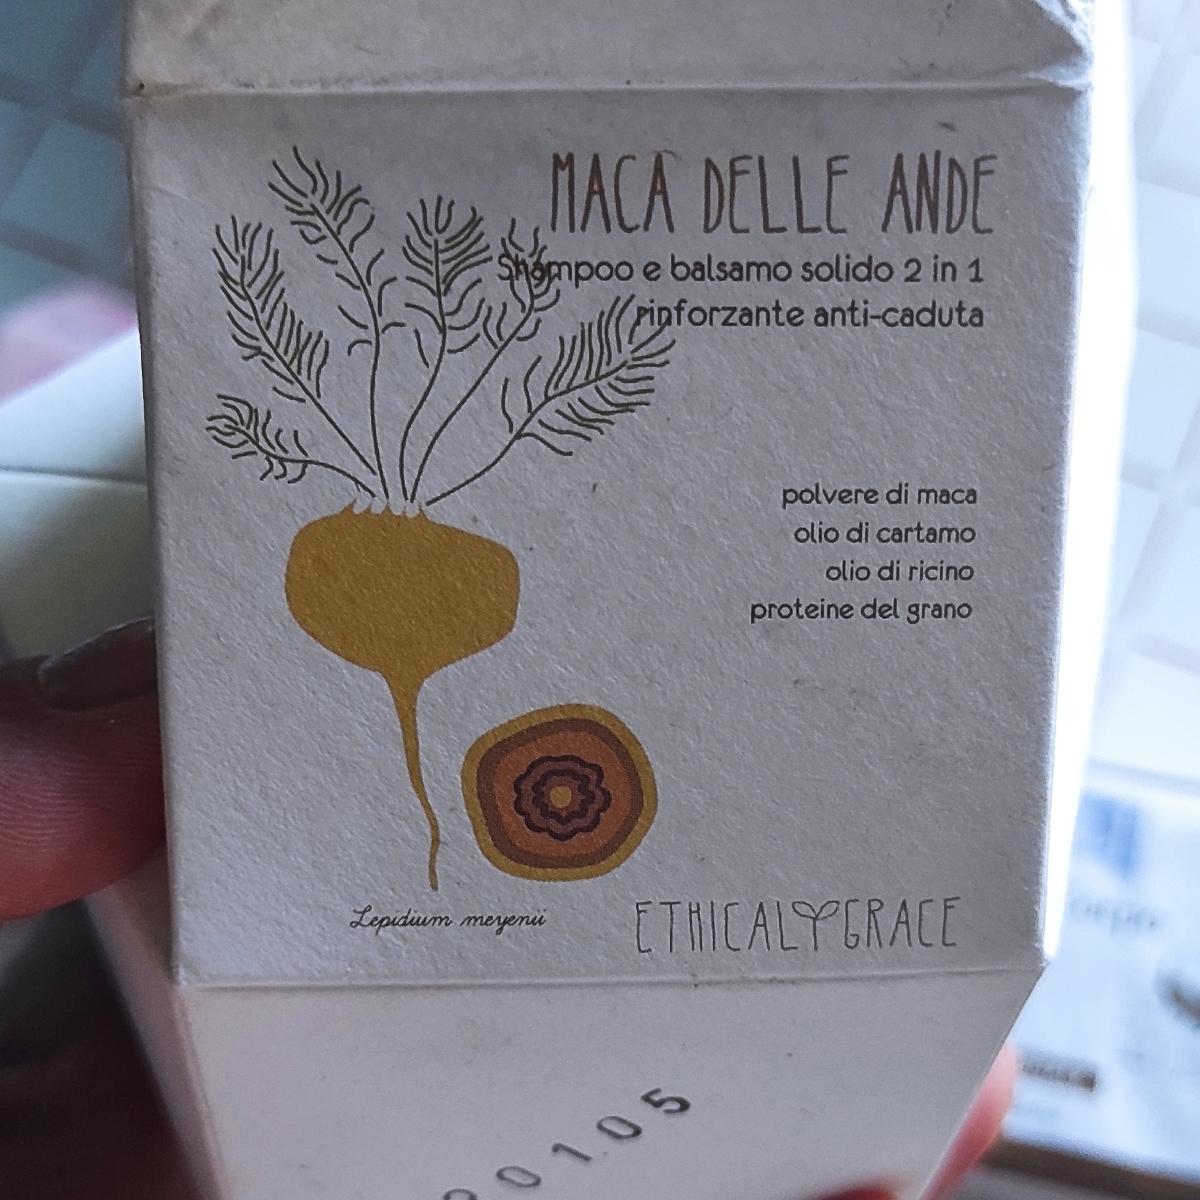 MACA DELLE ANDE
Shampoo e balsamo solido 2 in 1
rinforzante anti-caduta
polvere di maca
olio di cartamo
olio di ricino
proteine del grano
Lepidium meyenii
ETHICAL GRACE